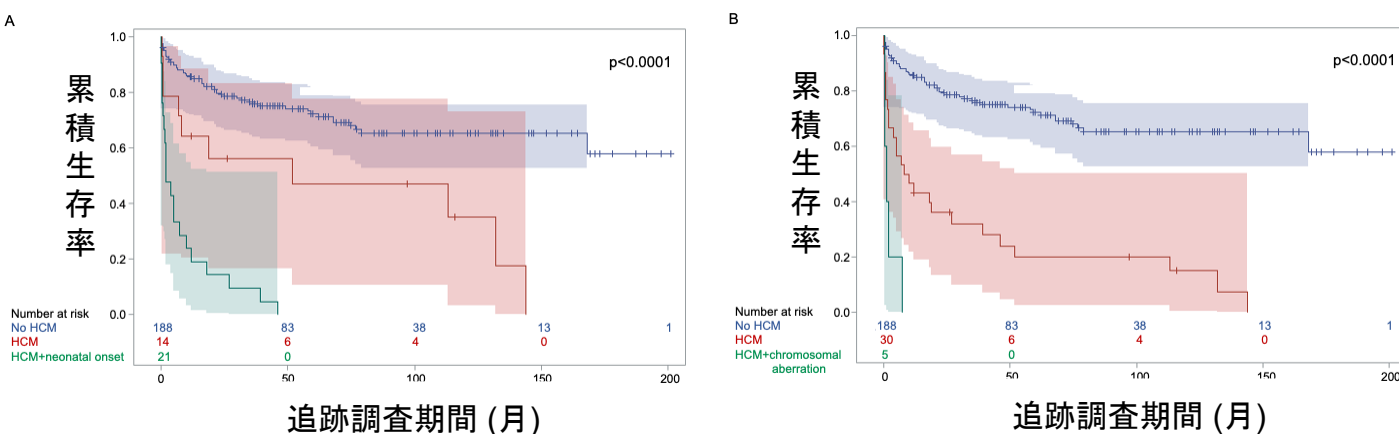 A
累積生存率
1.0
0.8
0.6
0.4
0.2
0.0
p<0.0001
Number at risk
No HCM 188 83 38 13 1
HCM 14 6 4 0
HCM+neonatal onset 21 0
0 50 100 150 200
追跡調査期間 (月)
B
累積生存率
1.0
0.8
0.6
0.4
0.2
0.0
p<0.0001
Number at risk
No HCM 188 83 38 13 1
HCM 30 6 4 0
HCM+chromosomal 5 0
aberration
0 50 100 150 200
追跡調査期間 (月)